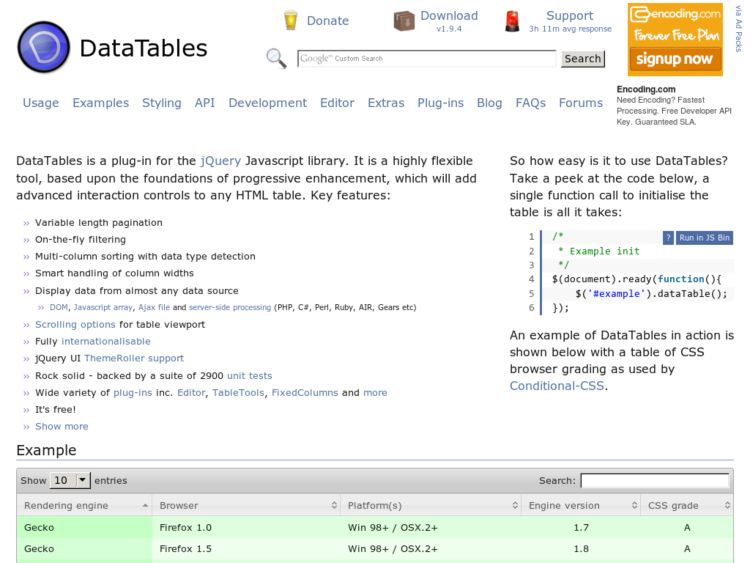 Donate
Download
v1.9.4
Support
3h 11m avg response
encoding.com
Forever Free Plan
signup now
via Ad Packs
DataTables
Google™ Custom Search
Search
Usage Examples Styling API Development Editor Extras Plug-ins Blog FAQs Forums
Encoding.com
Need Encoding? Fastest
Processing. Free Developer API
Key. Guaranteed SLA.
DataTables is a plug-in for the jQuery Javascript library. It is a highly flexible
tool, based upon the foundations of progressive enhancement, which will add
advanced interaction controls to any HTML table. Key features:
» Variable length pagination
» On-the-fly filtering
» Multi-column sorting with data type detection
» Smart handling of column widths
» Display data from almost any data source
» DOM, Javascript array, Ajax file and server-side processing (PHP, C#, Perl, Ruby, AIR, Gears etc)
» Scrolling options for table viewport
» Fully internationalisable
» jQuery UI ThemeRoller support
» Rock solid - backed by a suite of 2900 unit tests
» Wide variety of plug-ins inc. Editor, TableTools, FixedColumns and more
» It's free!
» Show more
So how easy is it to use DataTables?
Take a peek at the code below, a
single function call to initialise the
table is all it takes:
? Run in JS Bin
1 /*
2 * Example init
3 */
4 $(document).ready(function(){
5 $('#example').dataTable();
6 });
An example of DataTables in action is
shown below with a table of CSS
browser grading as used by
Conditional-CSS.
Example
Show 10 entries Search:
Rendering engine Browser Platform(s) Engine version CSS grade
Gecko Firefox 1.0 Win 98+ / OSX.2+ 1.7 A
Gecko Firefox 1.5 Win 98+ / OSX.2+ 1.8 A